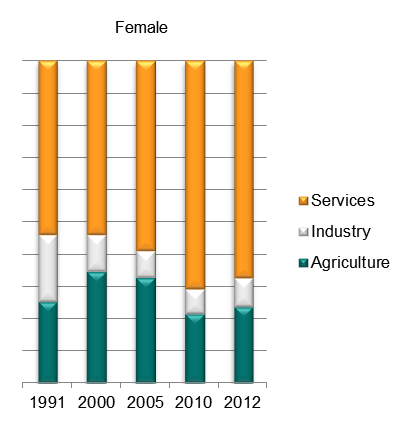 Female
Services
Industry
Agriculture
1991 2000 2005 2010 2012